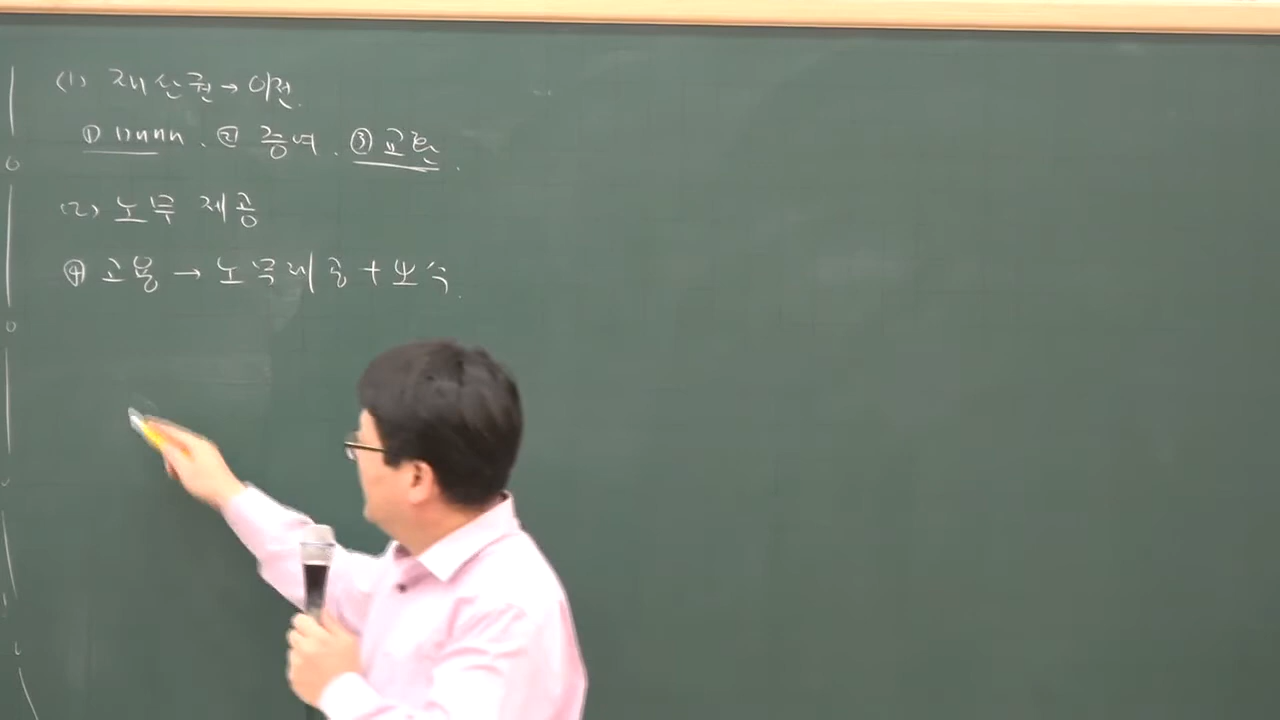 (1) 재산권→이전.
① 매매. ② 증여. ③ 교환.
(2) 노무 제공
④ 고용 → 노무제공+보수.